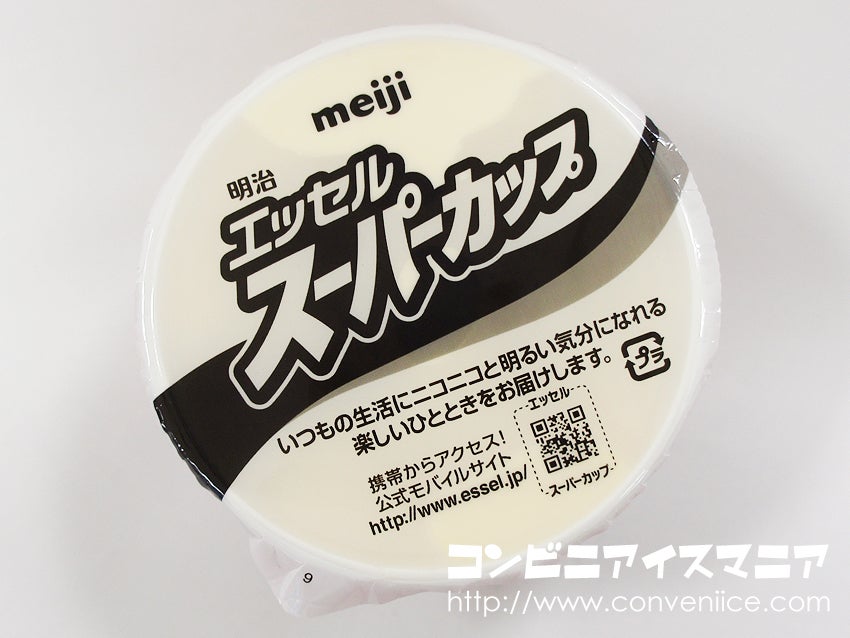 meiji
明治
エッセル
スーパーカップ
いつもの生活にニコニコと明るい気分になれる
楽しいひとときをお届けします。
プラ
携帯からアクセス!
公式モバイルサイト
http://www.essel.jp/
エッセル
スーパーカップ
9
コンビニアイスマニア
http://www.conveniice.com